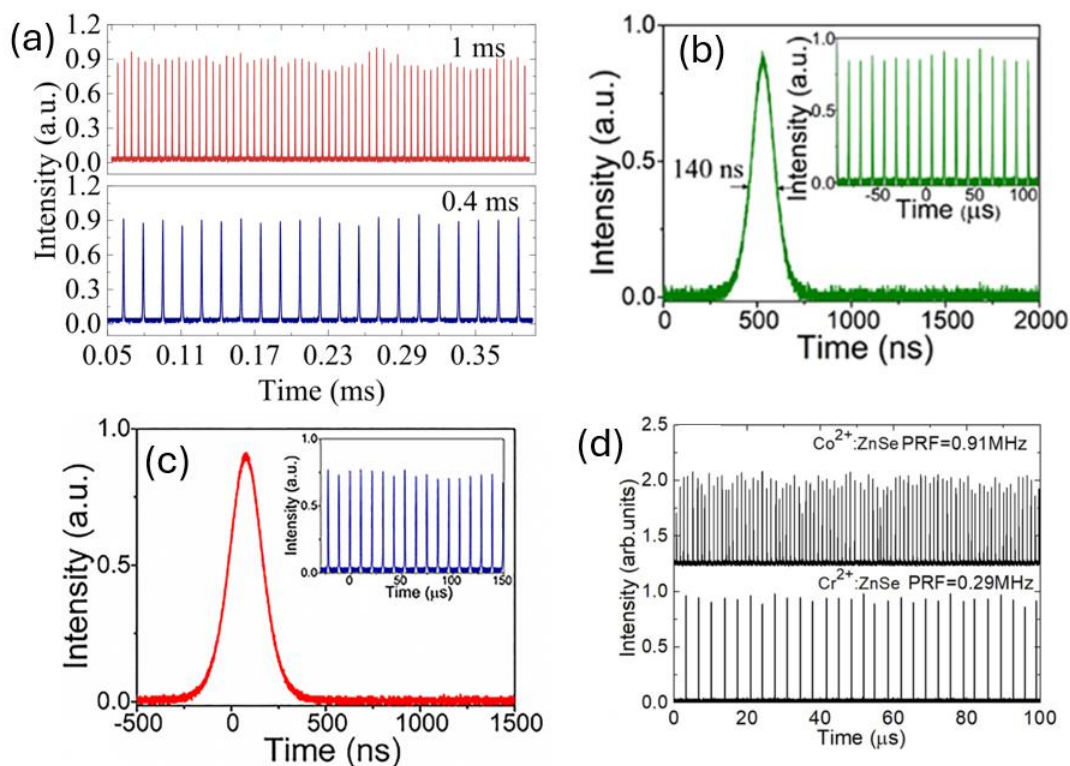 (a)
1.2
0.9
0.6
0.3
0.0
1 ms
1.2
0.9
0.6
0.3
0.0
0.4 ms
Intensity (a.u.)
0.05 0.11 0.17 0.23 0.29 0.35
Time (ms)
(b)
1.0
0.5
0.0
Intensity (a.u.)
140 ns
0 500 1000 1500 2000
Time (ns)
1.0
0.5
0.0
Intensity (a.u.)
-50 0 50 100
Time (μs)
(c)
1.0
0.5
0.0
Intensity (a.u.)
-500 0 500 1000 1500
Time (ns)
1.0
0.5
0.0
Intensity (a.u.)
0 50 100 150
Time (μs)
(d)
2.5
2.0
1.5
1.0
0.5
0.0
Intensity (arb.units)
Co2+:ZnSe PRF=0.91MHz
Cr2+:ZnSe PRF=0.29MHz
0 20 40 60 80 100
Time (μs)